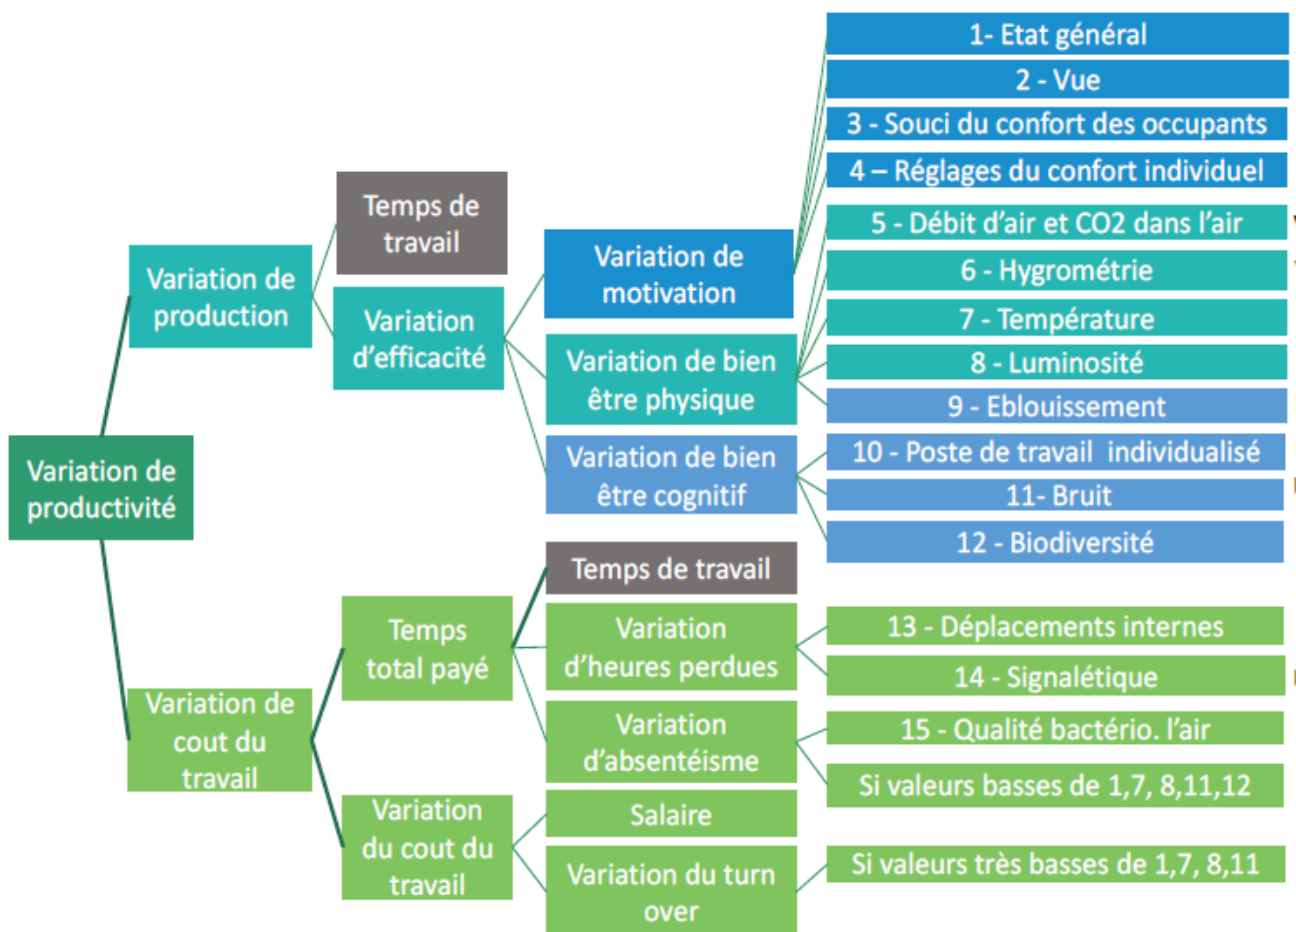 1- Etat général
2 - Vue
3 - Souci du confort des occupants
4 – Réglages du confort individuel
5 - Débit d'air et CO2 dans l'air
6 - Hygrométrie
7 - Température
8 - Luminosité
9 - Eblouissement
10 - Poste de travail individualisé
11- Bruit
12 - Biodiversité
13 - Déplacements internes
14 - Signalétique
15 - Qualité bactério. l'air
Si valeurs basses de 1,7, 8,11,12
Si valeurs très basses de 1,7, 8,11
Variation de
motivation
Variation de bien
être physique
Variation de bien
être cognitif
Temps de travail
Variation
d'heures perdues
Variation
d'absentéisme
Salaire
Variation du turn
over
Temps de
travail
Variation
d'efficacité
Temps
total payé
Variation
du cout du
travail
Variation de
production
Variation de
cout du
travail
Variation de
productivité